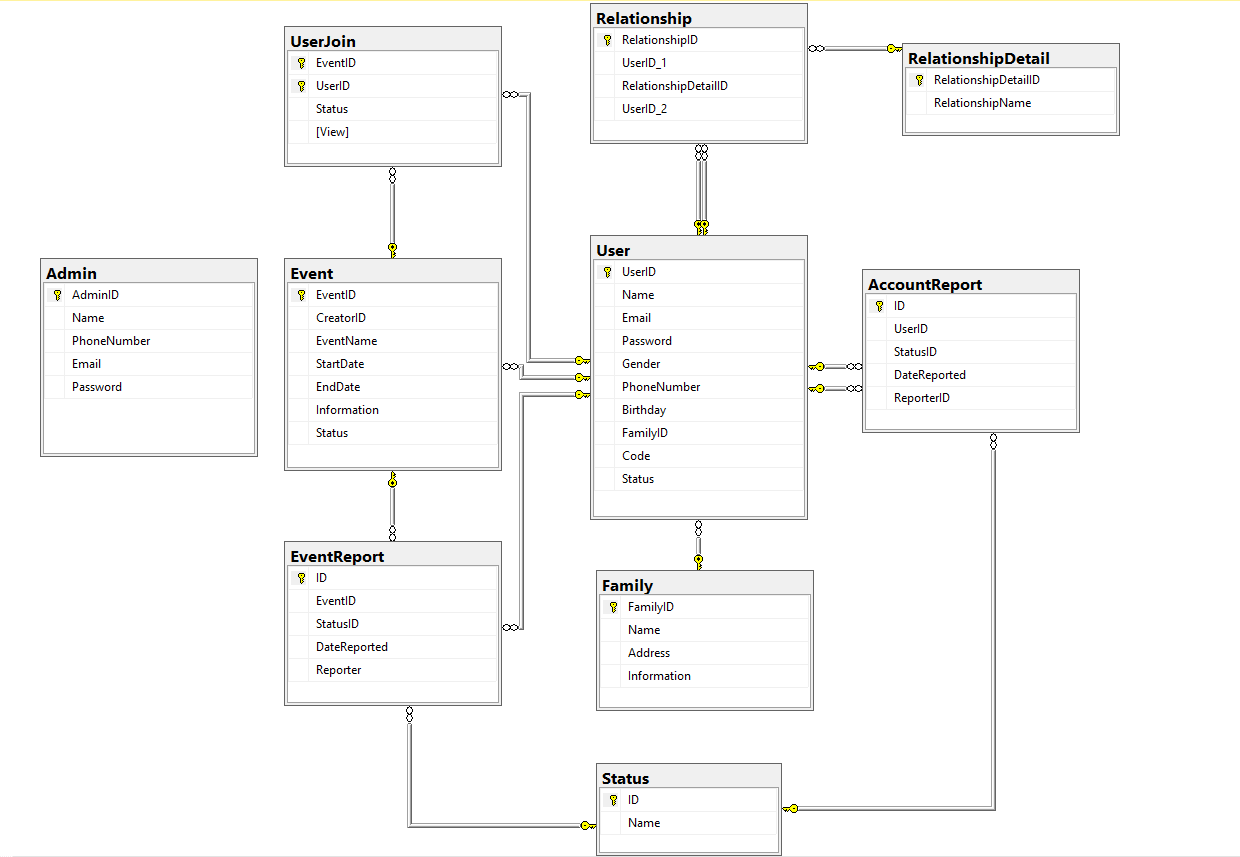 Relationship
RelationshipID
UserID_1
RelationshipDetailID
UserID_2
UserJoin
EventID
UserID
Status
[View]
RelationshipDetail
RelationshipDetailID
RelationshipName
Admin
AdminID
Name
PhoneNumber
Email
Password
Event
EventID
CreatorID
EventName
StartDate
EndDate
Information
Status
User
UserID
Name
Email
Password
Gender
PhoneNumber
Birthday
FamilyID
Code
Status
AccountReport
ID
UserID
StatusID
DateReported
ReporterID
EventReport
ID
EventID
StatusID
DateReported
Reporter
Family
FamilyID
Name
Address
Information
Status
ID
Name